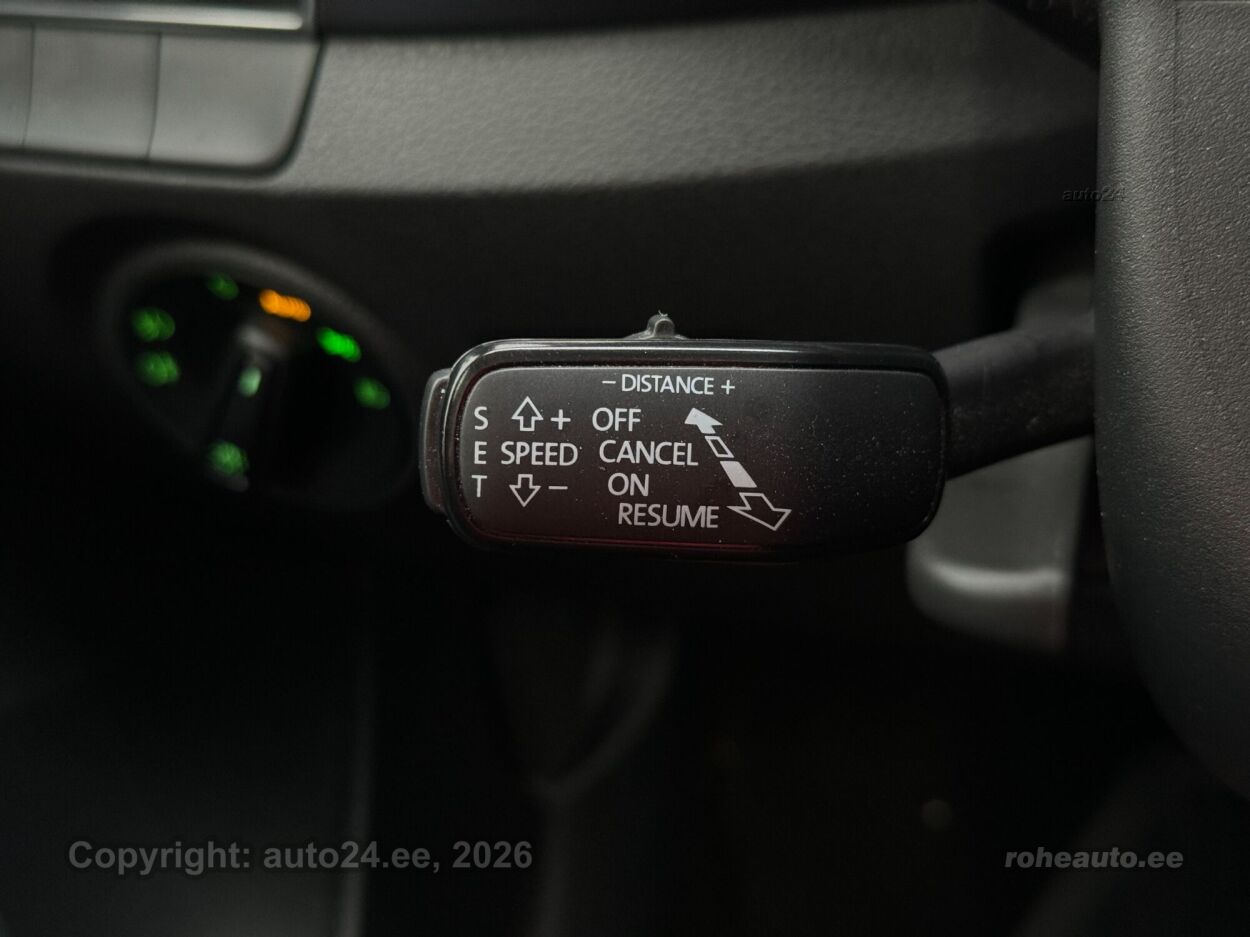 auto24
− DISTANCE +
S + OFF
E SPEED CANCEL
T − ON
RESUME
Copyright: auto24.ee, 2026
roheauto.ee